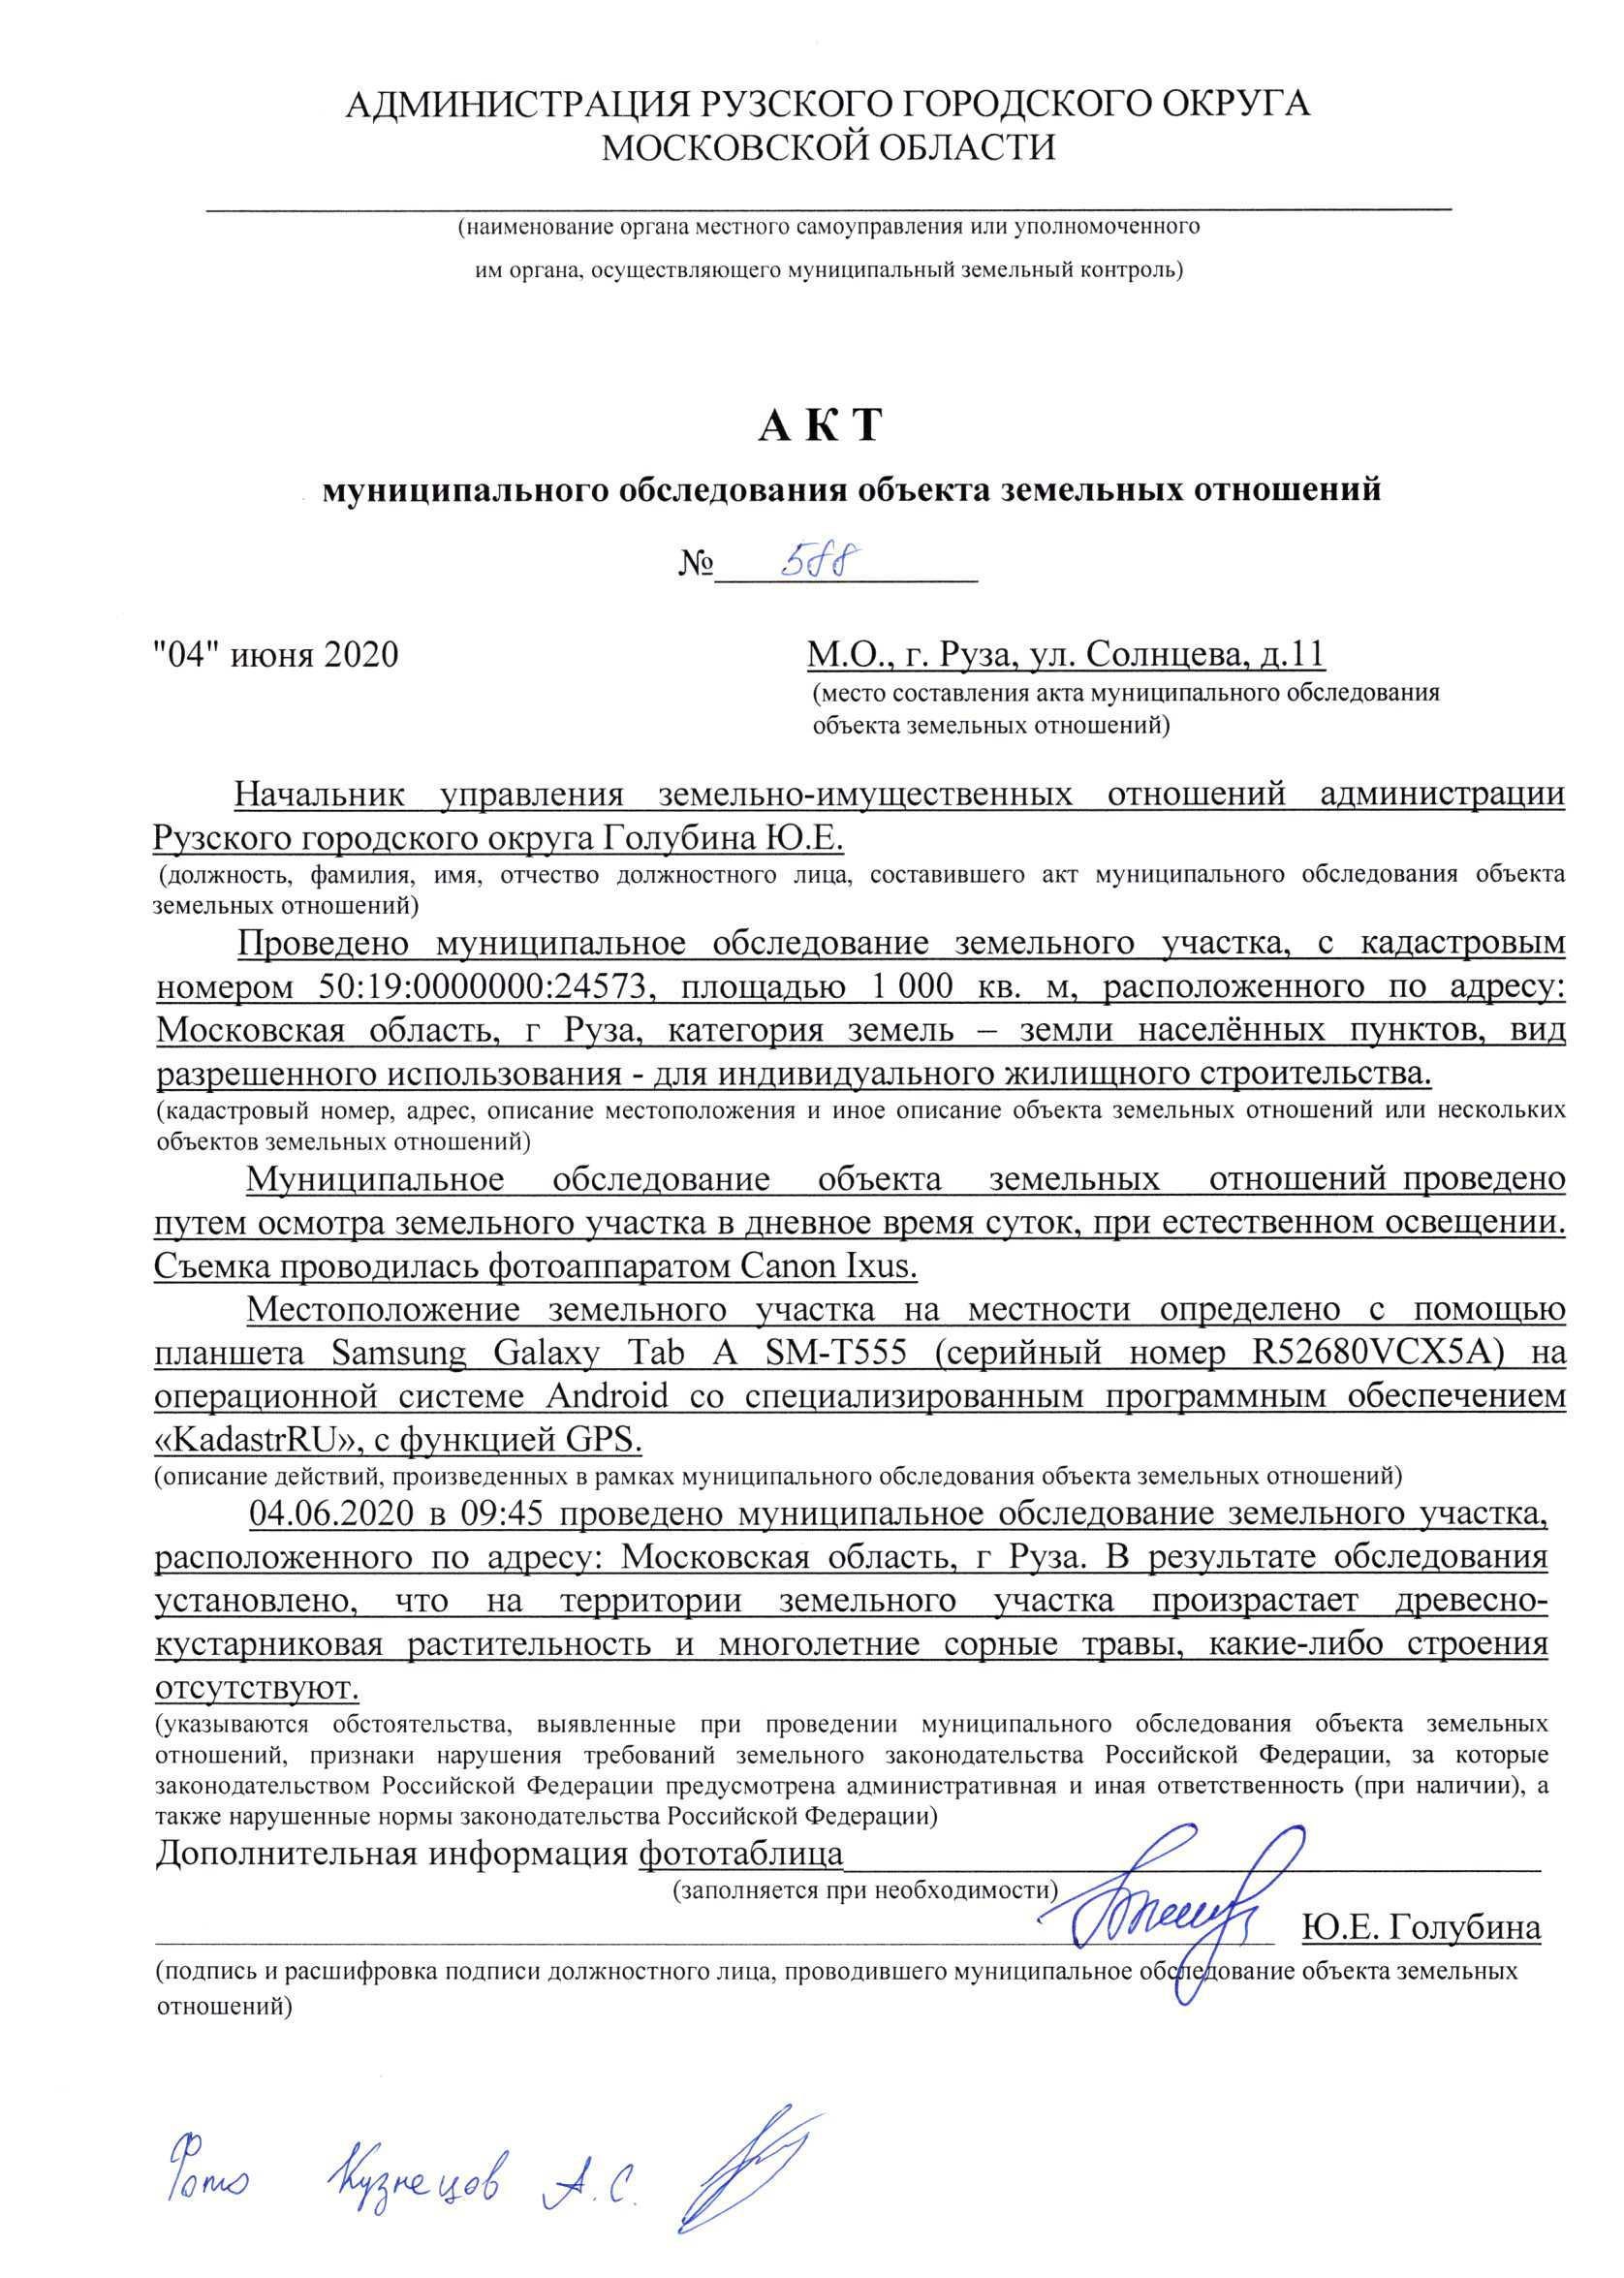 АДМИНИСТРАЦИЯ РУЗСКОГО ГОРОДСКОГО ОКРУГА
МОСКОВСКОЙ ОБЛАСТИ
(наименование органа местного самоуправления или уполномоченного
им органа, осуществляющего муниципальный земельный контроль)
А К Т
муниципального обследования объекта земельных отношений
№ 588
"04" июня 2020 М.О., г. Руза, ул. Солнцева, д.11
(место составления акта муниципального обследования
объекта земельных отношений)
Начальник управления земельно-имущественных отношений администрации
Рузского городского округа Голубина Ю.Е.
(должность, фамилия, имя, отчество должностного лица, составившего акт муниципального обследования объекта
земельных отношений)
Проведено муниципальное обследование земельного участка, с кадастровым
номером 50:19:0000000:24573, площадью 1 000 кв. м, расположенного по адресу:
Московская область, г Руза, категория земель – земли населённых пунктов, вид
разрешенного использования - для индивидуального жилищного строительства.
(кадастровый номер, адрес, описание местоположения и иное описание объекта земельных отношений или нескольких
объектов земельных отношений)
Муниципальное обследование объекта земельных отношений проведено
путем осмотра земельного участка в дневное время суток, при естественном освещении.
Съемка проводилась фотоаппаратом Canon Ixus.
Местоположение земельного участка на местности определено с помощью
планшета Samsung Galaxy Tab A SM-T555 (серийный номер R52680VCX5A) на
операционной системе Android со специализированным программным обеспечением
«KadastrRU», с функцией GPS.
(описание действий, произведенных в рамках муниципального обследования объекта земельных отношений)
04.06.2020 в 09:45 проведено муниципальное обследование земельного участка,
расположенного по адресу: Московская область, г Руза. В результате обследования
установлено, что на территории земельного участка произрастает древесно-
кустарниковая растительность и многолетние сорные травы, какие-либо строения
отсутствуют.
(указываются обстоятельства, выявленные при проведении муниципального обследования объекта земельных
отношений, признаки нарушения требований земельного законодательства Российской Федерации, за которые
законодательством Российской Федерации предусмотрена административная и иная ответственность (при наличии), а
также нарушенные нормы законодательства Российской Федерации)
Дополнительная информация фототаблица
(заполняется при необходимости)
Ю.Е. Голубина
(подпись и расшифровка подписи должностного лица, проводившего муниципальное обследование объекта земельных
отношений)
Фото Кузнецов А.С.